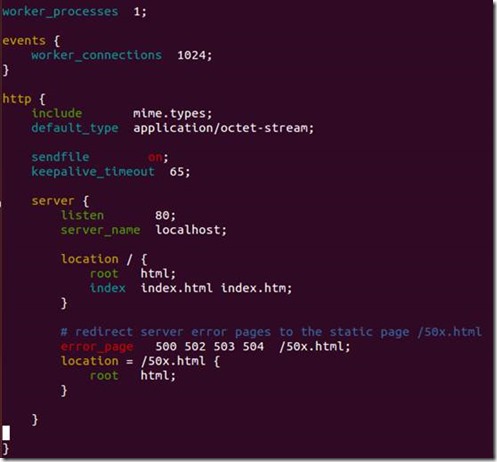 worker_processes  1;
events {
    worker_connections  1024;
}
http {
    include       mime.types;
    default_type  application/octet-stream;
    sendfile        on;
    keepalive_timeout  65;
    server {
        listen       80;
        server_name  localhost;
        location / {
            root   html;
            index  index.html index.htm;
        }
        # redirect server error pages to the static page /50x.html
        error_page   500 502 503 504  /50x.html;
        location = /50x.html {
            root   html;
        }
    }
}